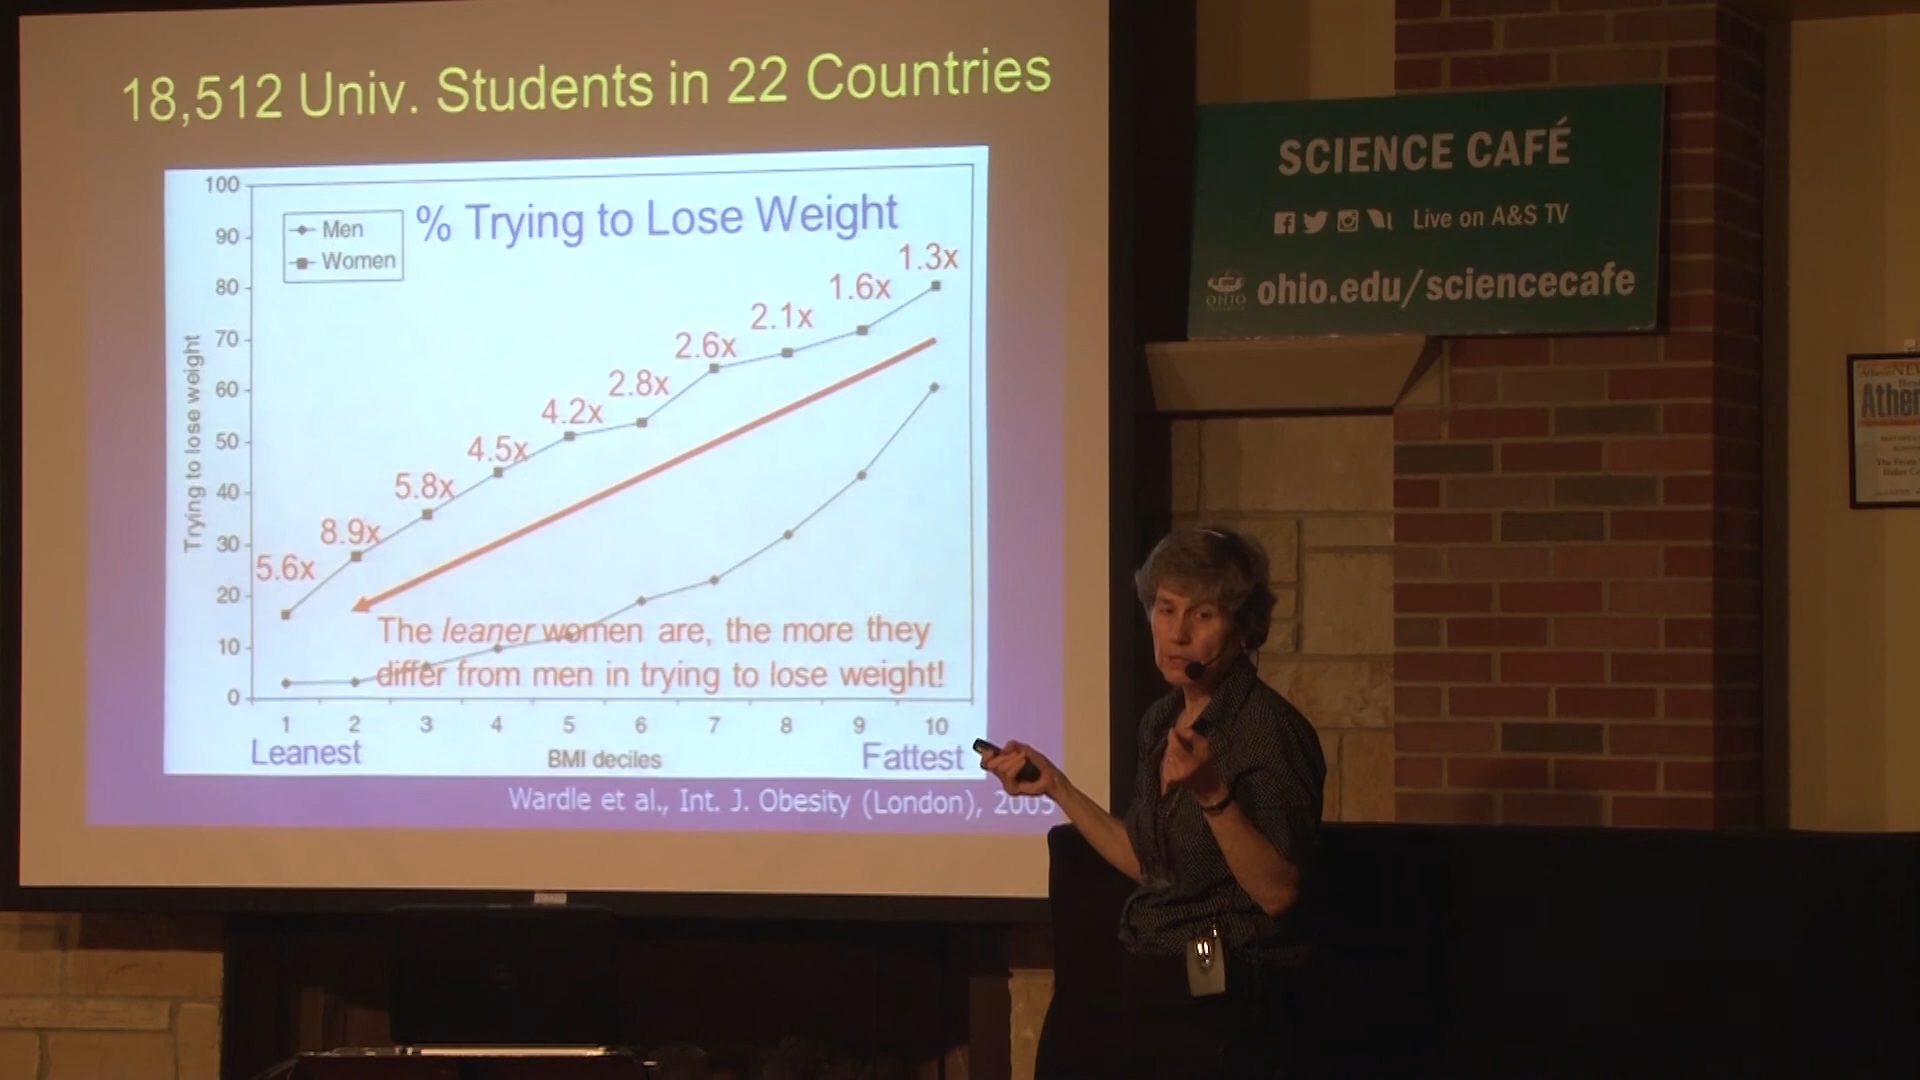 18,512 Univ. Students in 22 Countries
% Trying to Lose Weight
Men
Women
Trying to lose weight
100
90
80
70
60
50
40
30
20
10
0
5.6x
8.9x
5.8x
4.5x
4.2x
2.8x
2.6x
2.1x
1.6x
1.3x
The leaner women are, the more they
differ from men in trying to lose weight!
1 2 3 4 5 6 7 8 9 10
Leanest
BMI deciles
Fattest
Wardle et al., Int. J. Obesity (London), 2005
SCIENCE CAFÉ
Live on A&S TV
OHIO
ohio.edu/sciencecafe